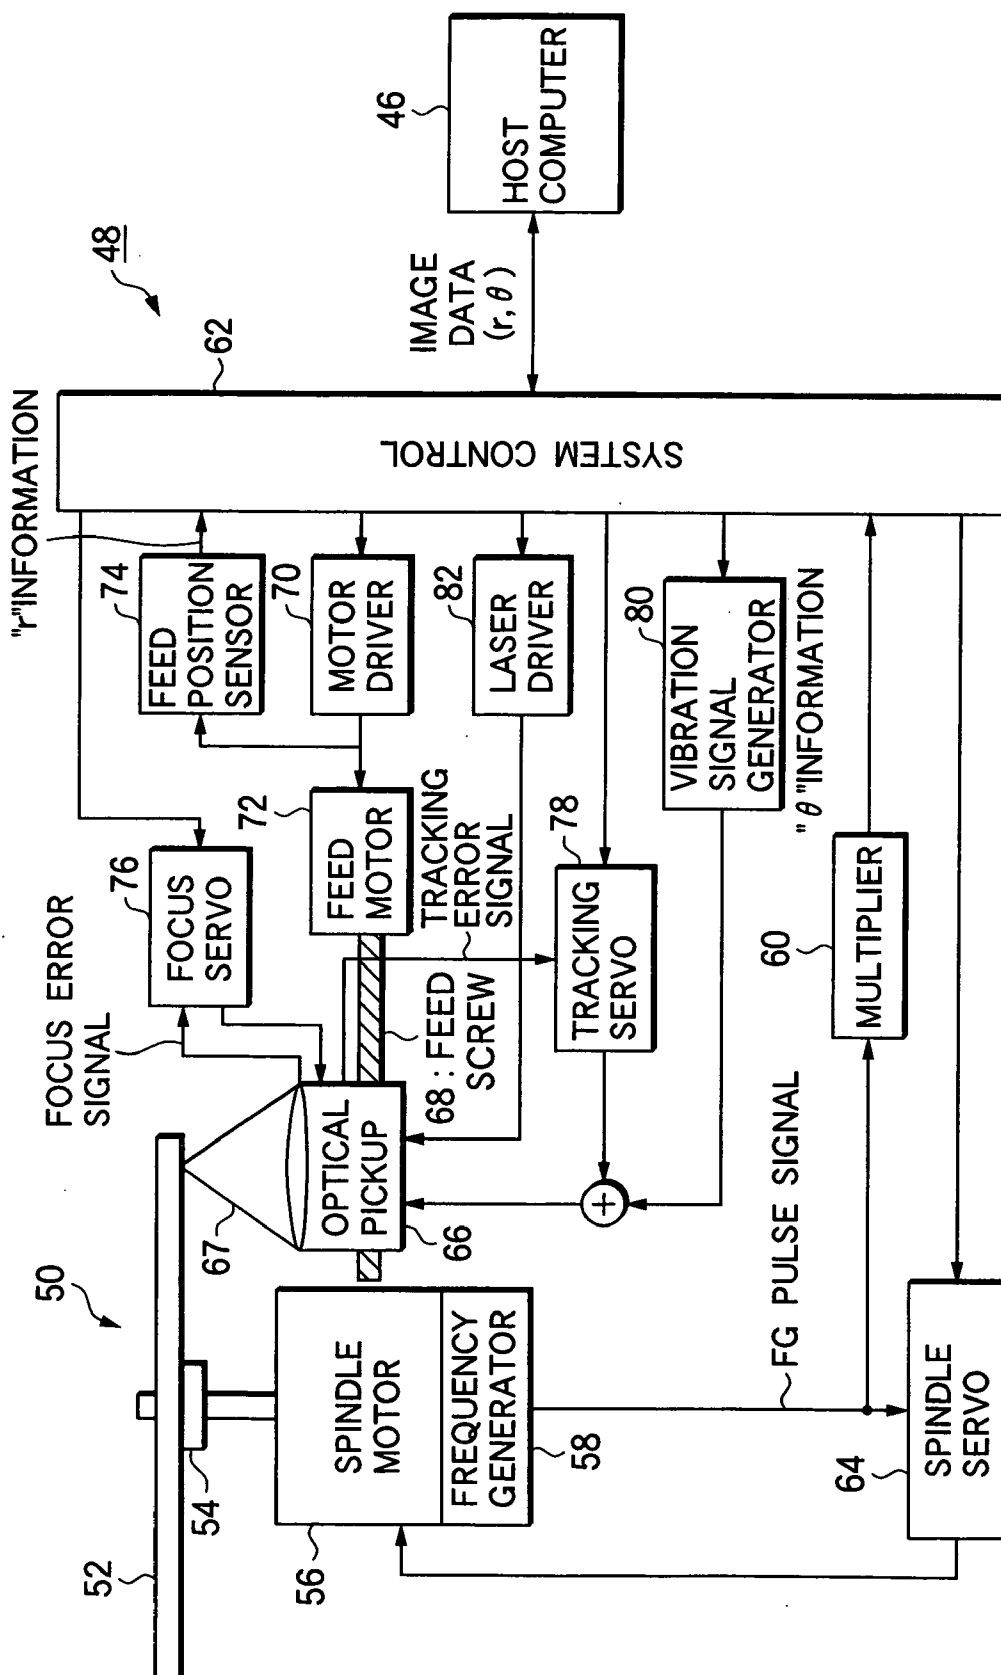 48
46
HOST
COMPUTER
IMAGE
DATA
(r, θ)
62
SYSTEM CONTROL
"r"INFORMATION
74
FEED
POSITION
SENSOR
70
MOTOR
DRIVER
82
LASER
DRIVER
80
VIBRATION
SIGNAL
GENERATOR
"θ"INFORMATION
FOCUS ERROR
SIGNAL
76
FOCUS
SERVO
72
FEED
MOTOR
TRACKING
ERROR
SIGNAL
78
TRACKING
SERVO
60
MULTIPLIER
68 : FEED
SCREW
67
OPTICAL
PICKUP
66
+
50
52
54
SPINDLE
MOTOR
56
FREQUENCY
GENERATOR
58
FG PULSE SIGNAL
64
SPINDLE
SERVO